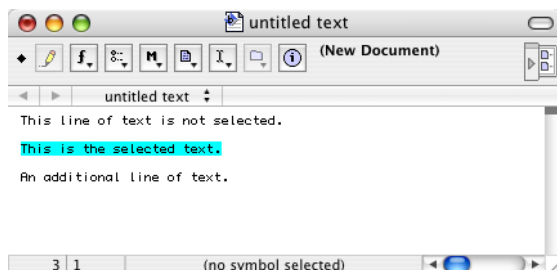 untitled text
(New Document)
untitled text
This line of text is not selected.
This is the selected text.
An additional line of text.
3 1 (no symbol selected)